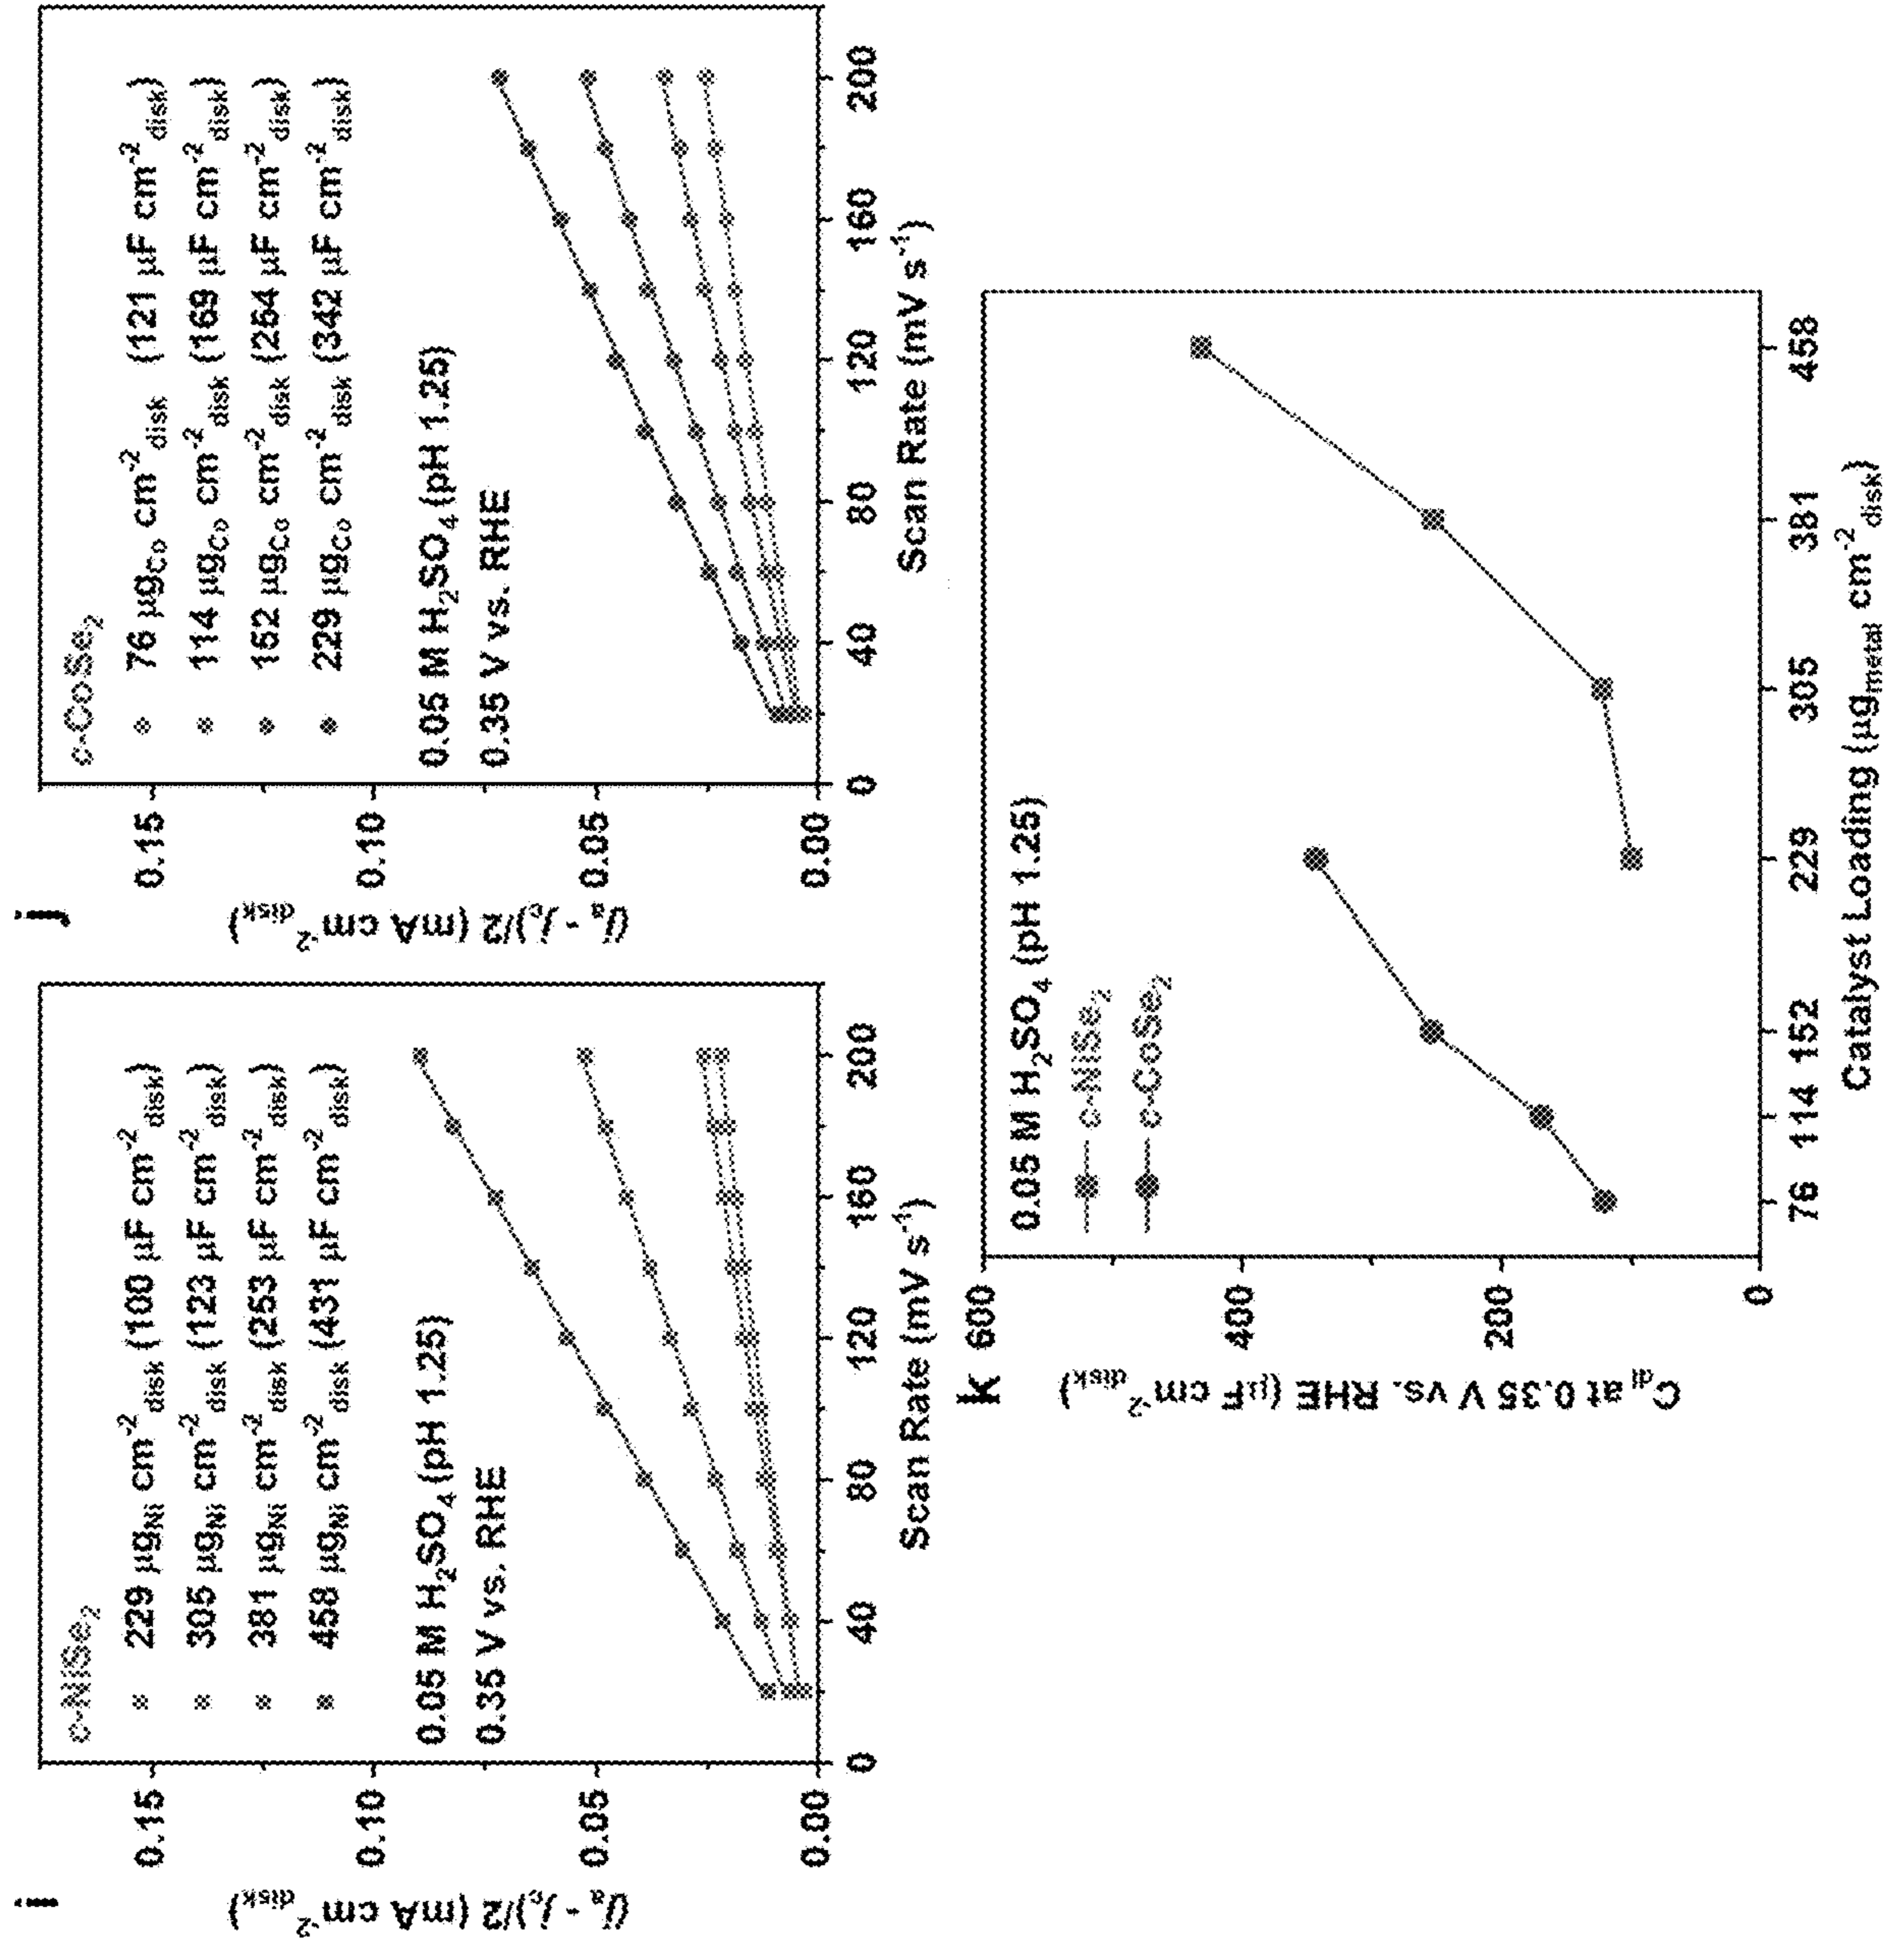 i
c-NiSe2
229 µgNi cm-2disk (100 µF cm-2disk)
305 µgNi cm-2disk (123 µF cm-2disk)
381 µgNi cm-2disk (253 µF cm-2disk)
458 µgNi cm-2disk (431 µF cm-2disk)
0.05 M H2SO4 (pH 1.25)
0.35 V vs. RHE
0.15
0.10
0.05
0.00
(ja - jc)/2 (mA cm-2disk)
0 40 80 120 160 200
Scan Rate (mV s-1)
j
c-CoSe2
76 µgCo cm-2disk (121 µF cm-2disk)
114 µgCo cm-2disk (169 µF cm-2disk)
152 µgCo cm-2disk (254 µF cm-2disk)
229 µgCo cm-2disk (342 µF cm-2disk)
0.05 M H2SO4 (pH 1.25)
0.35 V vs. RHE
0.15
0.10
0.05
0.00
(ja - jc)/2 (mA cm-2disk)
0 40 80 120 160 200
Scan Rate (mV s-1)
k
0.05 M H2SO4 (pH 1.25)
c-NiSe2
c-CoSe2
600
400
200
0
Cdl at 0.35 V vs. RHE (µF cm-2disk)
76 114 152 229 305 381 458
Catalyst Loading (µgmetal cm-2disk)